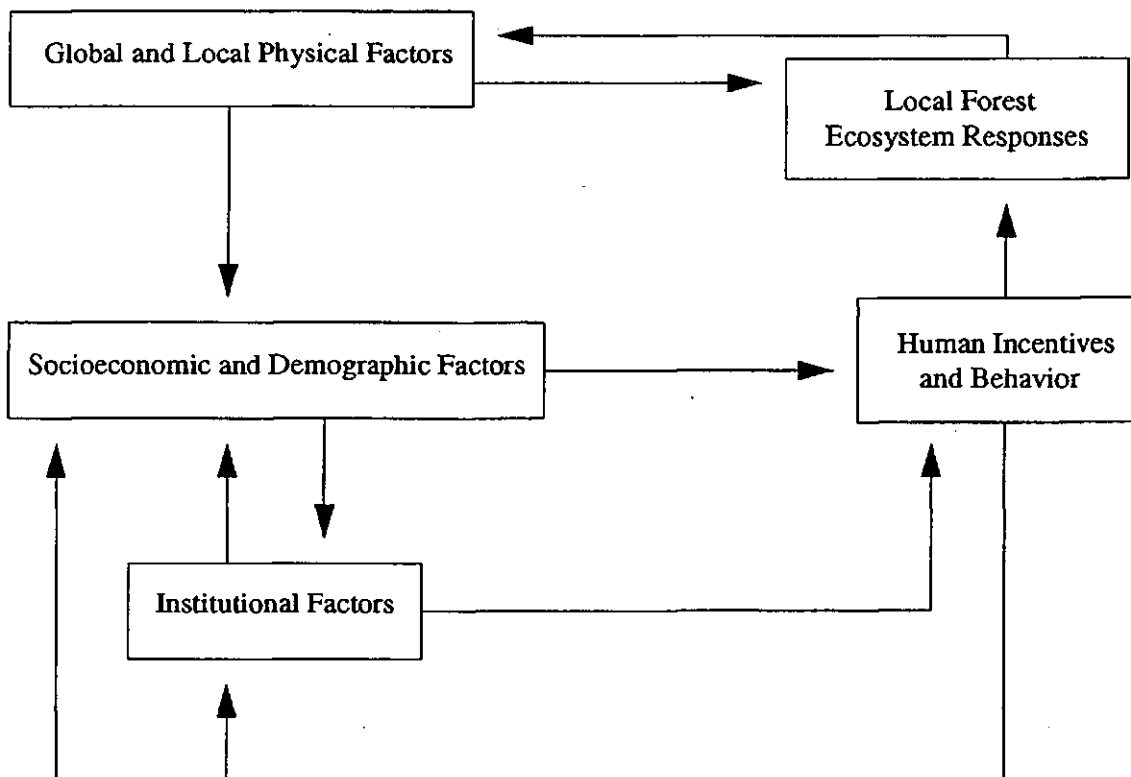 Global and Local Physical Factors
Local Forest
Ecosystem Responses
Socioeconomic and Demographic Factors
Human Incentives
and Behavior
Institutional Factors